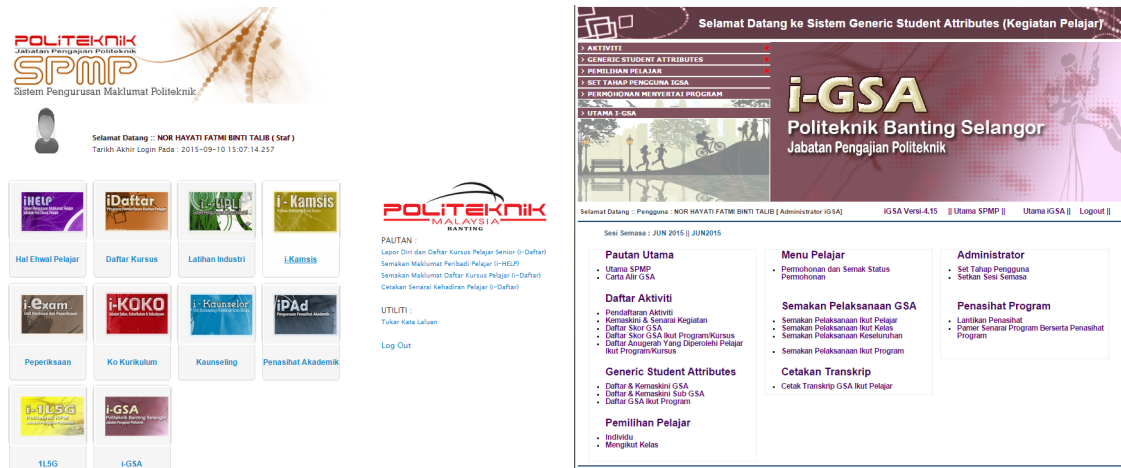 POLITEKNIK
Jabatan Pengajian Politeknik
SPMP
Sistem Pengurusan Maklumat Politeknik
Selamat Datang :: NOR HAYATI FATMI BINTI TALIB ( Staf )
Tarikh Akhir Login Pada : 2015-09-10 15:07:14.257
iHELP
iDaftar
i-UPLI
i-Kamsis
Hal Ehwal Pelajar
Daftar Kursus
Latihan Industri
i-Kamsis
i-Exam
i-KOKO
i-Kaunselor
iPAd
Peperiksaan
Ko Kurikulum
Kaunseling
Penasihat Akademik
i-1L5G
i-GSA
Politeknik Banting Selangor
1L5G
i-GSA
POLITEKNIK
MALAYSIA
BANTING
PAUTAN :
Lapor Diri dan Daftar Kursus Pelajar Senior (i-Daftar)
Semakan Maklumat Peribadi Pelajar (i-HELP)
Semakan Maklumat Daftar Kursus Pelajar (i-Daftar)
Cetakan Senarai Kehadiran Pelajar (i-Daftar)
UTILITI :
Tukar Kata Laluan
Log Out
Selamat Datang ke Sistem Generic Student Attributes (Kegiatan Pelajar)
> AKTIVITI
> GENERIC STUDENT ATTRIBUTES
> PEMILIHAN PELAJAR
> SET TAHAP PENGGUNA IGSA
> PERMOHONAN MENYERTAI PROGRAM
> UTAMA I-GSA
i-GSA
Politeknik Banting Selangor
Jabatan Pengajian Politeknik
Selamat Datang :: Pengguna : NOR HAYATI FATMI BINTI TALIB [ Administrator iGSA] iGSA Versi-4.15 || Utama SPMP || Utama iGSA || Logout ||
Sesi Semasa : JUN 2015 || JUN2015
Pautan Utama
Utama SPMP
Carta Alir GSA
Daftar Aktiviti
Pendaftaran Aktiviti
Kemaskini & Senarai Kegiatan
Daftar Skor GSA
Daftar Skor GSA Ikut Program/Kursus
Daftar Anugerah Yang Diperolehi Pelajar
Ikut Program/Kursus
Generic Student Attributes
Daftar & Kemaskini GSA
Daftar & Kemaskini Sub GSA
Daftar GSA Ikut Program
Pemilihan Pelajar
Individu
Mengikut Kelas
Menu Pelajar
Permohonan dan Semak Status
Permohonan
Semakan Pelaksanaan GSA
Semakan Pelaksanaan Ikut Pelajar
Semakan Pelaksanaan Ikut Kelas
Semakan Pelaksanaan Keseluruhan
Semakan Pelaksanaan Ikut Program
Cetakan Transkrip
Cetak Transkrip GSA Ikut Pelajar
Administrator
Set Tahap Pengguna
Setkan Sesi Semasa
Penasihat Program
Lantikan Penasihat
Pamer Senarai Program Berserta Penasihat
Program